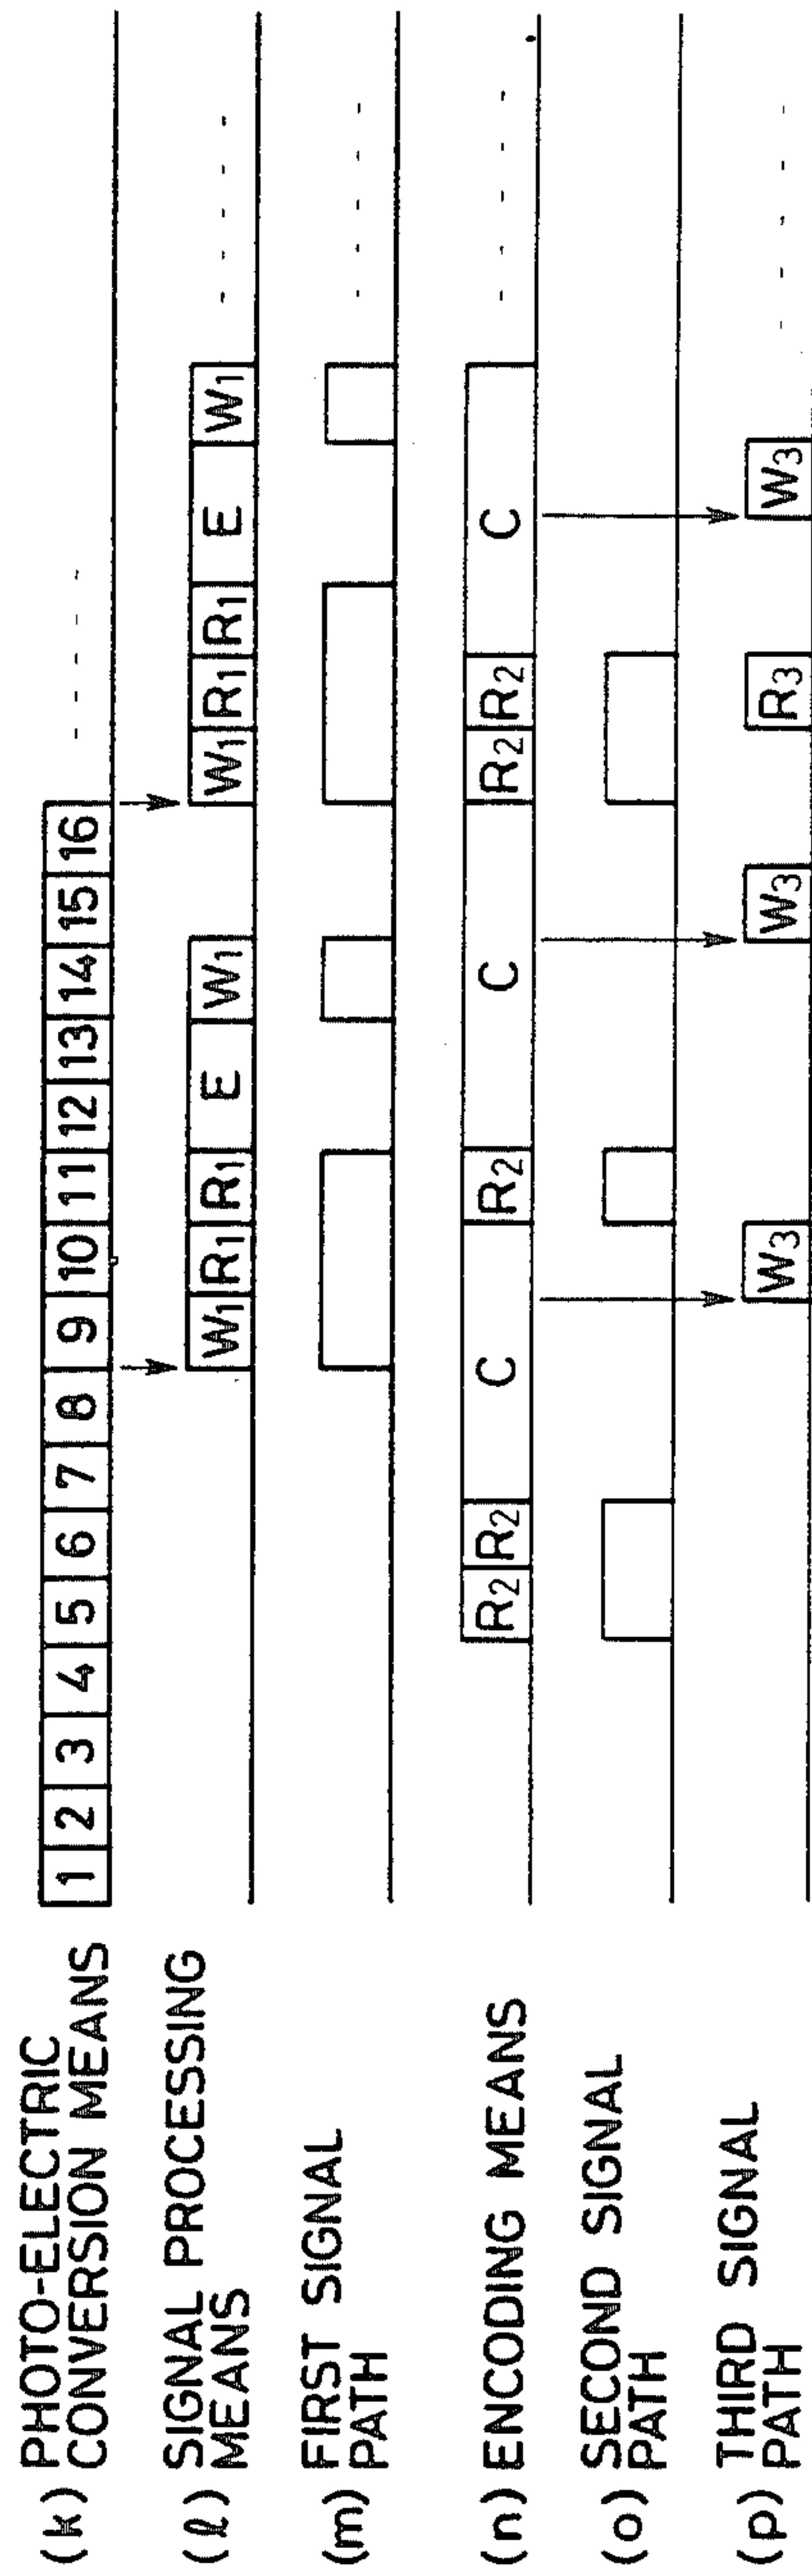 (k) PHOTO-ELECTRIC
CONVERSION MEANS
1 2 3 4 5 6 7 8 9 10 11 12 13 14 15 16
(ℓ) SIGNAL PROCESSING
MEANS
W1 R1 R1 E W1 W1 R1 R1 E W1
(m) FIRST SIGNAL
PATH
(n) ENCODING MEANS
R2 R2 C R2 C R2 R2 C
(o) SECOND SIGNAL
PATH
(p) THIRD SIGNAL
PATH
W3 W3 R3 W3